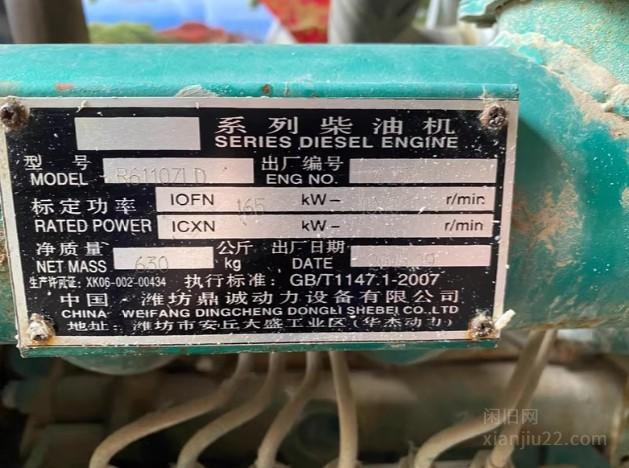 系列柴油机
SERIES DIESEL ENGINE
型号 出厂编号
MODEL R6110ZLD ENG NO.
标定功率 IOFN 165 kW— r/min
RATED POWER ICXN kW— r/min
净质量 公斤 出厂日期
NET MASS 630 kg DATE
生产许可证: XK06-002-00434 执行标准: GB/T1147.1-2007
中国·潍坊鼎诚动力设备有限公司
CHINA WEIFANG DINGCHENG DONGLI SHEBEI CO.LTD
地址: 潍坊市安丘大盛工业区(华杰动力)
闲旧网
xianjiu22.com